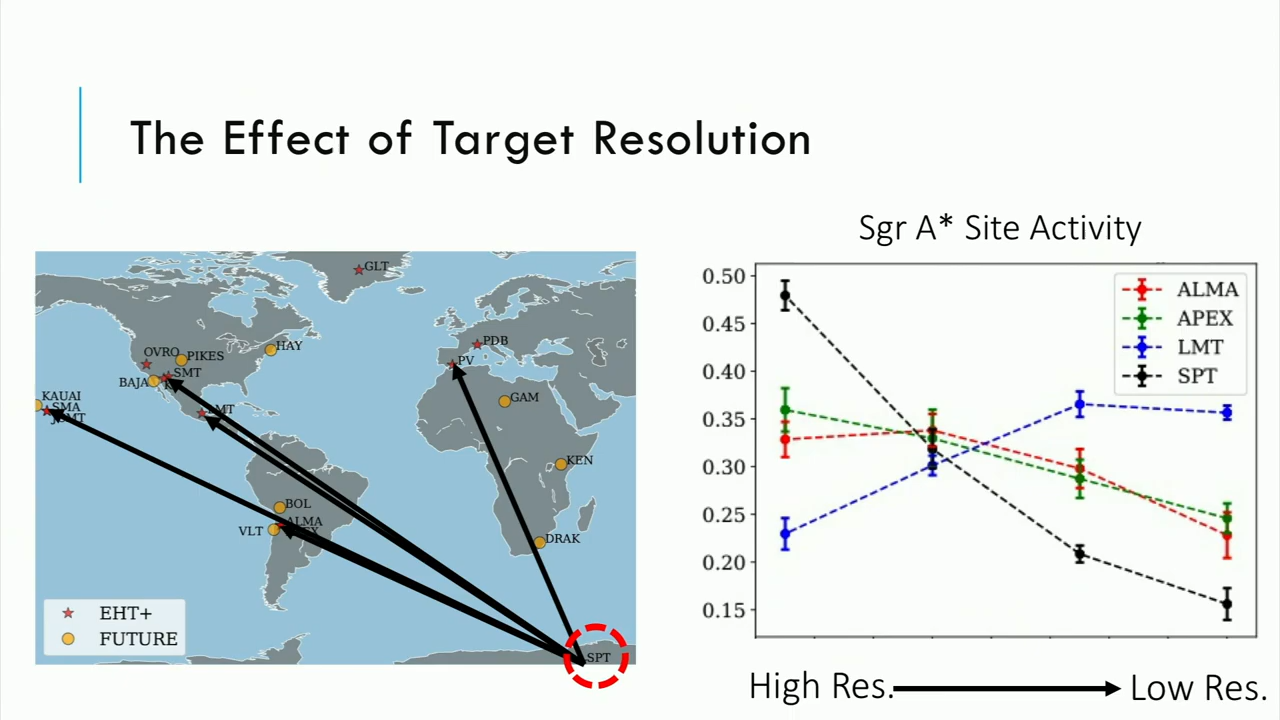 The Effect of Target Resolution
Sgr A* Site Activity
GLT
OVRO
PIKES
HAY
PDB
PV
BAJA
SMT
KAUAI
SMA
LMT
GAM
KEN
BOL
ALMA
VLT
DRAK
EHT+
FUTURE
SPT
0.50
0.45
0.40
0.35
0.30
0.25
0.20
0.15
ALMA
APEX
LMT
SPT
High Res.
Low Res.